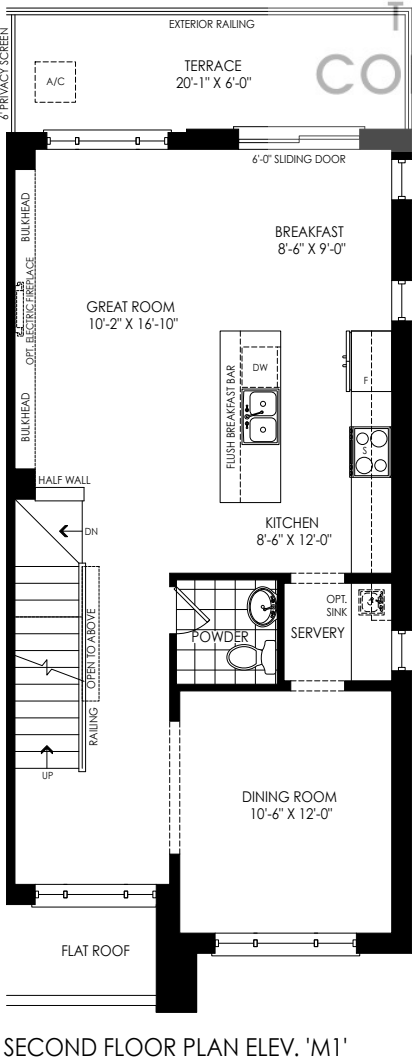 T
CO
EXTERIOR RAILING
6' PRIVACY SCREEN
A/C
TERRACE
20'-1" X 6'-0"
6'-0" SLIDING DOOR
BULKHEAD
BREAKFAST
8'-6" X 9'-0"
OPT. ELECTRIC FIREPLACE
GREAT ROOM
10'-2" X 16'-10"
DW
F
FLUSH BREAKFAST BAR
BULKHEAD
S
HALF WALL
DN
KITCHEN
8'-6" X 12'-0"
OPT.
SINK
POWDER
SERVERY
OPEN TO ABOVE
RAILING
UP
DINING ROOM
10'-6" X 12'-0"
FLAT ROOF
SECOND FLOOR PLAN ELEV. 'M1'